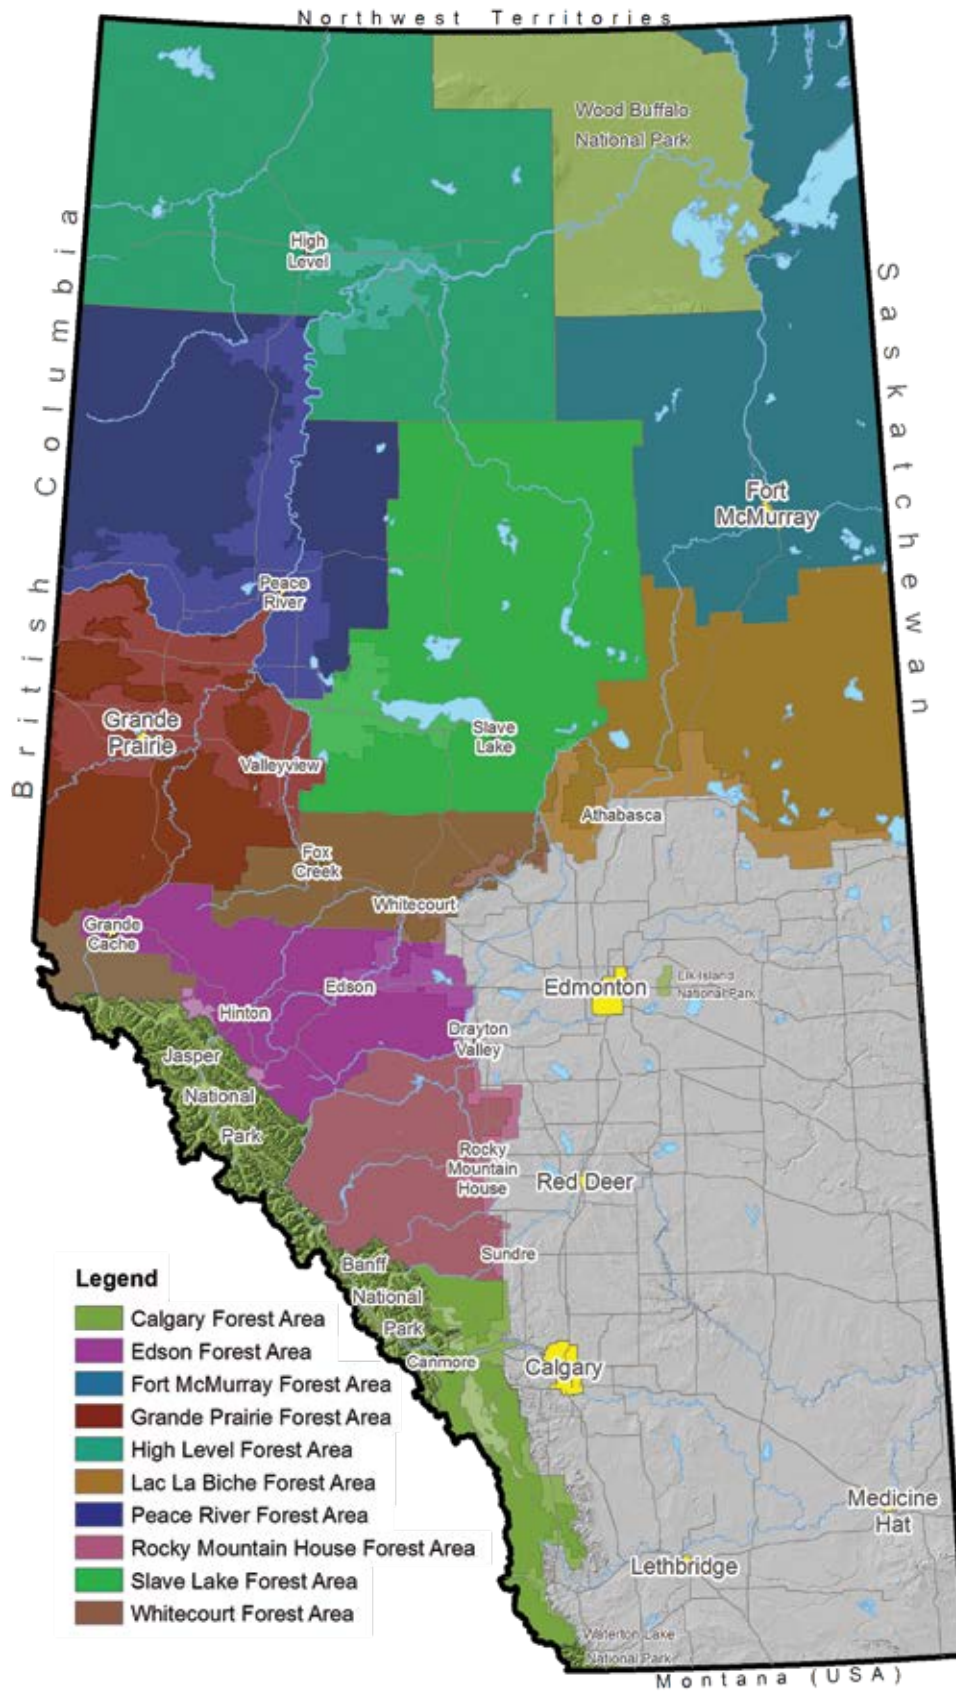 Northwest Territories
Wood Buffalo
National Park
British Columbia
Saskatchewan
High
Level
Fort
McMurray
Peace
River
Grande
Prairie
Slave
Lake
Valleyview
Athabasca
Fox
Creek
Whitecourt
Grande
Cache
Edson
Edmonton
Elk Island
National Park
Hinton
Drayton
Valley
Jasper
National
Park
Rocky
Mountain
House
Red Deer
Sundre
Banff
National
Park
Canmore
Calgary
Medicine
Hat
Lethbridge
Waterton Lake
National Park
Montana (USA)
Legend
Calgary Forest Area
Edson Forest Area
Fort McMurray Forest Area
Grande Prairie Forest Area
High Level Forest Area
Lac La Biche Forest Area
Peace River Forest Area
Rocky Mountain House Forest Area
Slave Lake Forest Area
Whitecourt Forest Area